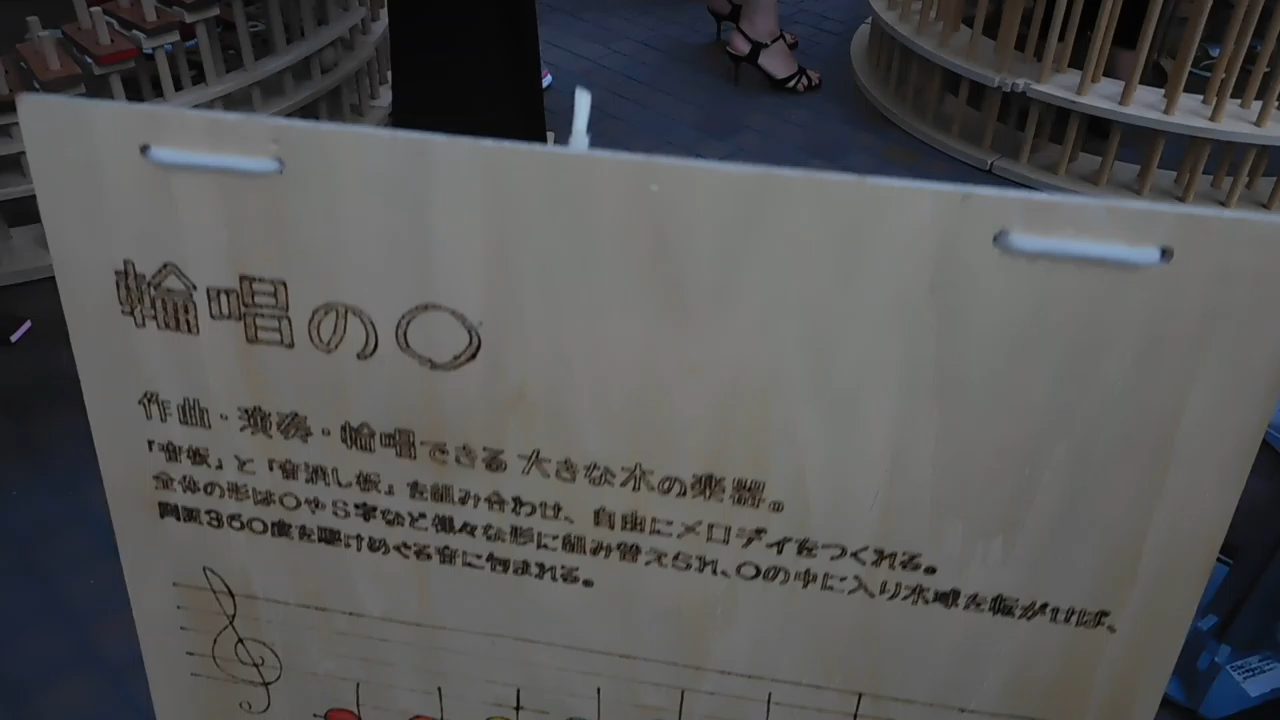 輪唱の○
作曲・演奏・輪唱できる大きな木の楽器。
「音板」と「音消し板」を組み合わせ、自由にメロディをつくれる。
全体の形は○やS字など様々な形に組み替えられ、○の中に入り木球を転がせば、
周囲360度を駆けめぐる音に包まれる。